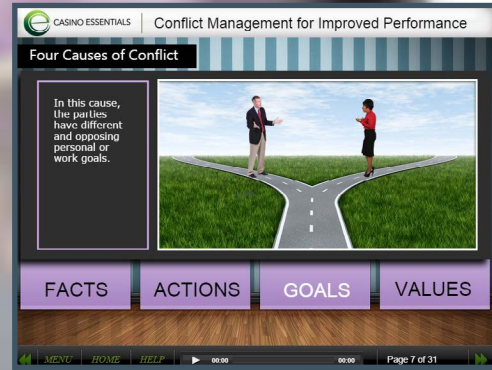 CASINO ESSENTIALS
Conflict Management for Improved Performance
Four Causes of Conflict
In this cause,
the parties
have different
and opposing
personal or
work goals.
FACTS
ACTIONS
GOALS
VALUES
MENU
HOME
HELP
00:00
00:00
Page 7 of 31